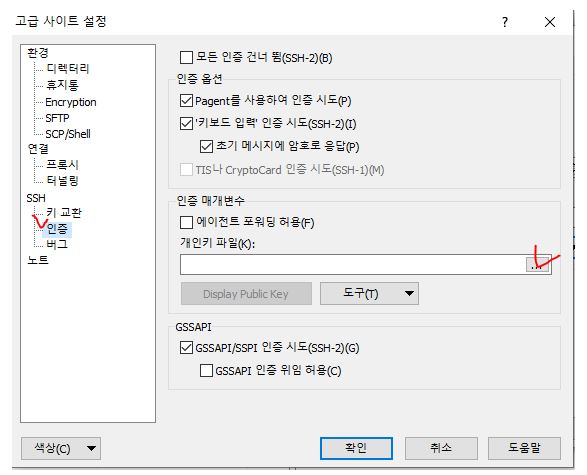 고급 사이트 설정
환경
디렉터리
휴지통
Encryption
SFTP
SCP/Shell
연결
프록시
터널링
SSH
키 교환
인증
버그
노트
모든 인증 건너 뜀(SSH-2)(B)
인증 옵션
Pagent를 사용하여 인증 시도(P)
'키보드 입력' 인증 시도(SSH-2)(I)
초기 메시지에 암호로 응답(P)
TIS나 CryptoCard 인증 시도(SSH-1)(M)
인증 매개변수
에이전트 포워딩 허용(F)
개인키 파일(K):
...
Display Public Key
도구(T)
GSSAPI
GSSAPI/SSPI 인증 시도(SSH-2)(G)
GSSAPI 인증 위임 허용(C)
색상(C)
확인
취소
도움말